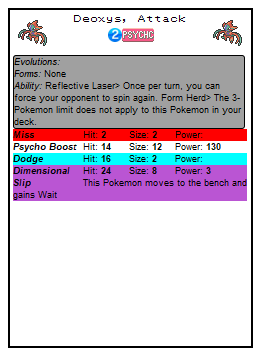 Deoxys, Attack
2 PSYCHC
Evolutions:
Forms: None
Ability: Reflective Laser> Once per turn, you can
force your opponent to spin again. Form Herd> The 3-
Pokemon limit does not apply to this Pokemon in your
deck.
Miss Hit: 2 Size: 2 Power:
Psycho Boost Hit: 14 Size: 12 Power: 130
Dodge Hit: 16 Size: 2 Power:
Dimensional Hit: 24 Size: 8 Power: 3
Slip This Pokemon moves to the bench and
gains Wait